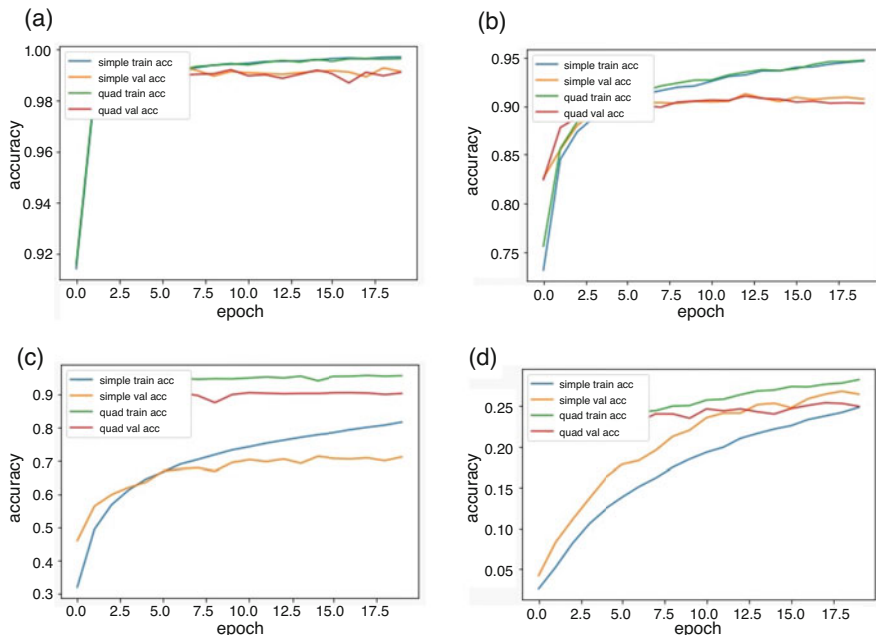 (a)
1.00
0.98
0.96
0.94
0.92
accuracy
simple train acc
simple val acc
quad train acc
quad val acc
0.0 2.5 5.0 7.5 10.0 12.5 15.0 17.5
epoch
(b)
0.95
0.90
0.85
0.80
0.75
accuracy
simple train acc
simple val acc
quad train acc
quad val acc
0.0 2.5 5.0 7.5 10.0 12.5 15.0 17.5
epoch
(c)
0.9
0.8
0.7
0.6
0.5
0.4
0.3
accuracy
simple train acc
simple val acc
quad train acc
quad val acc
0.0 2.5 5.0 7.5 10.0 12.5 15.0 17.5
epoch
(d)
0.25
0.20
0.15
0.10
0.05
accuracy
simple train acc
simple val acc
quad train acc
quad val acc
0.0 2.5 5.0 7.5 10.0 12.5 15.0 17.5
epoch